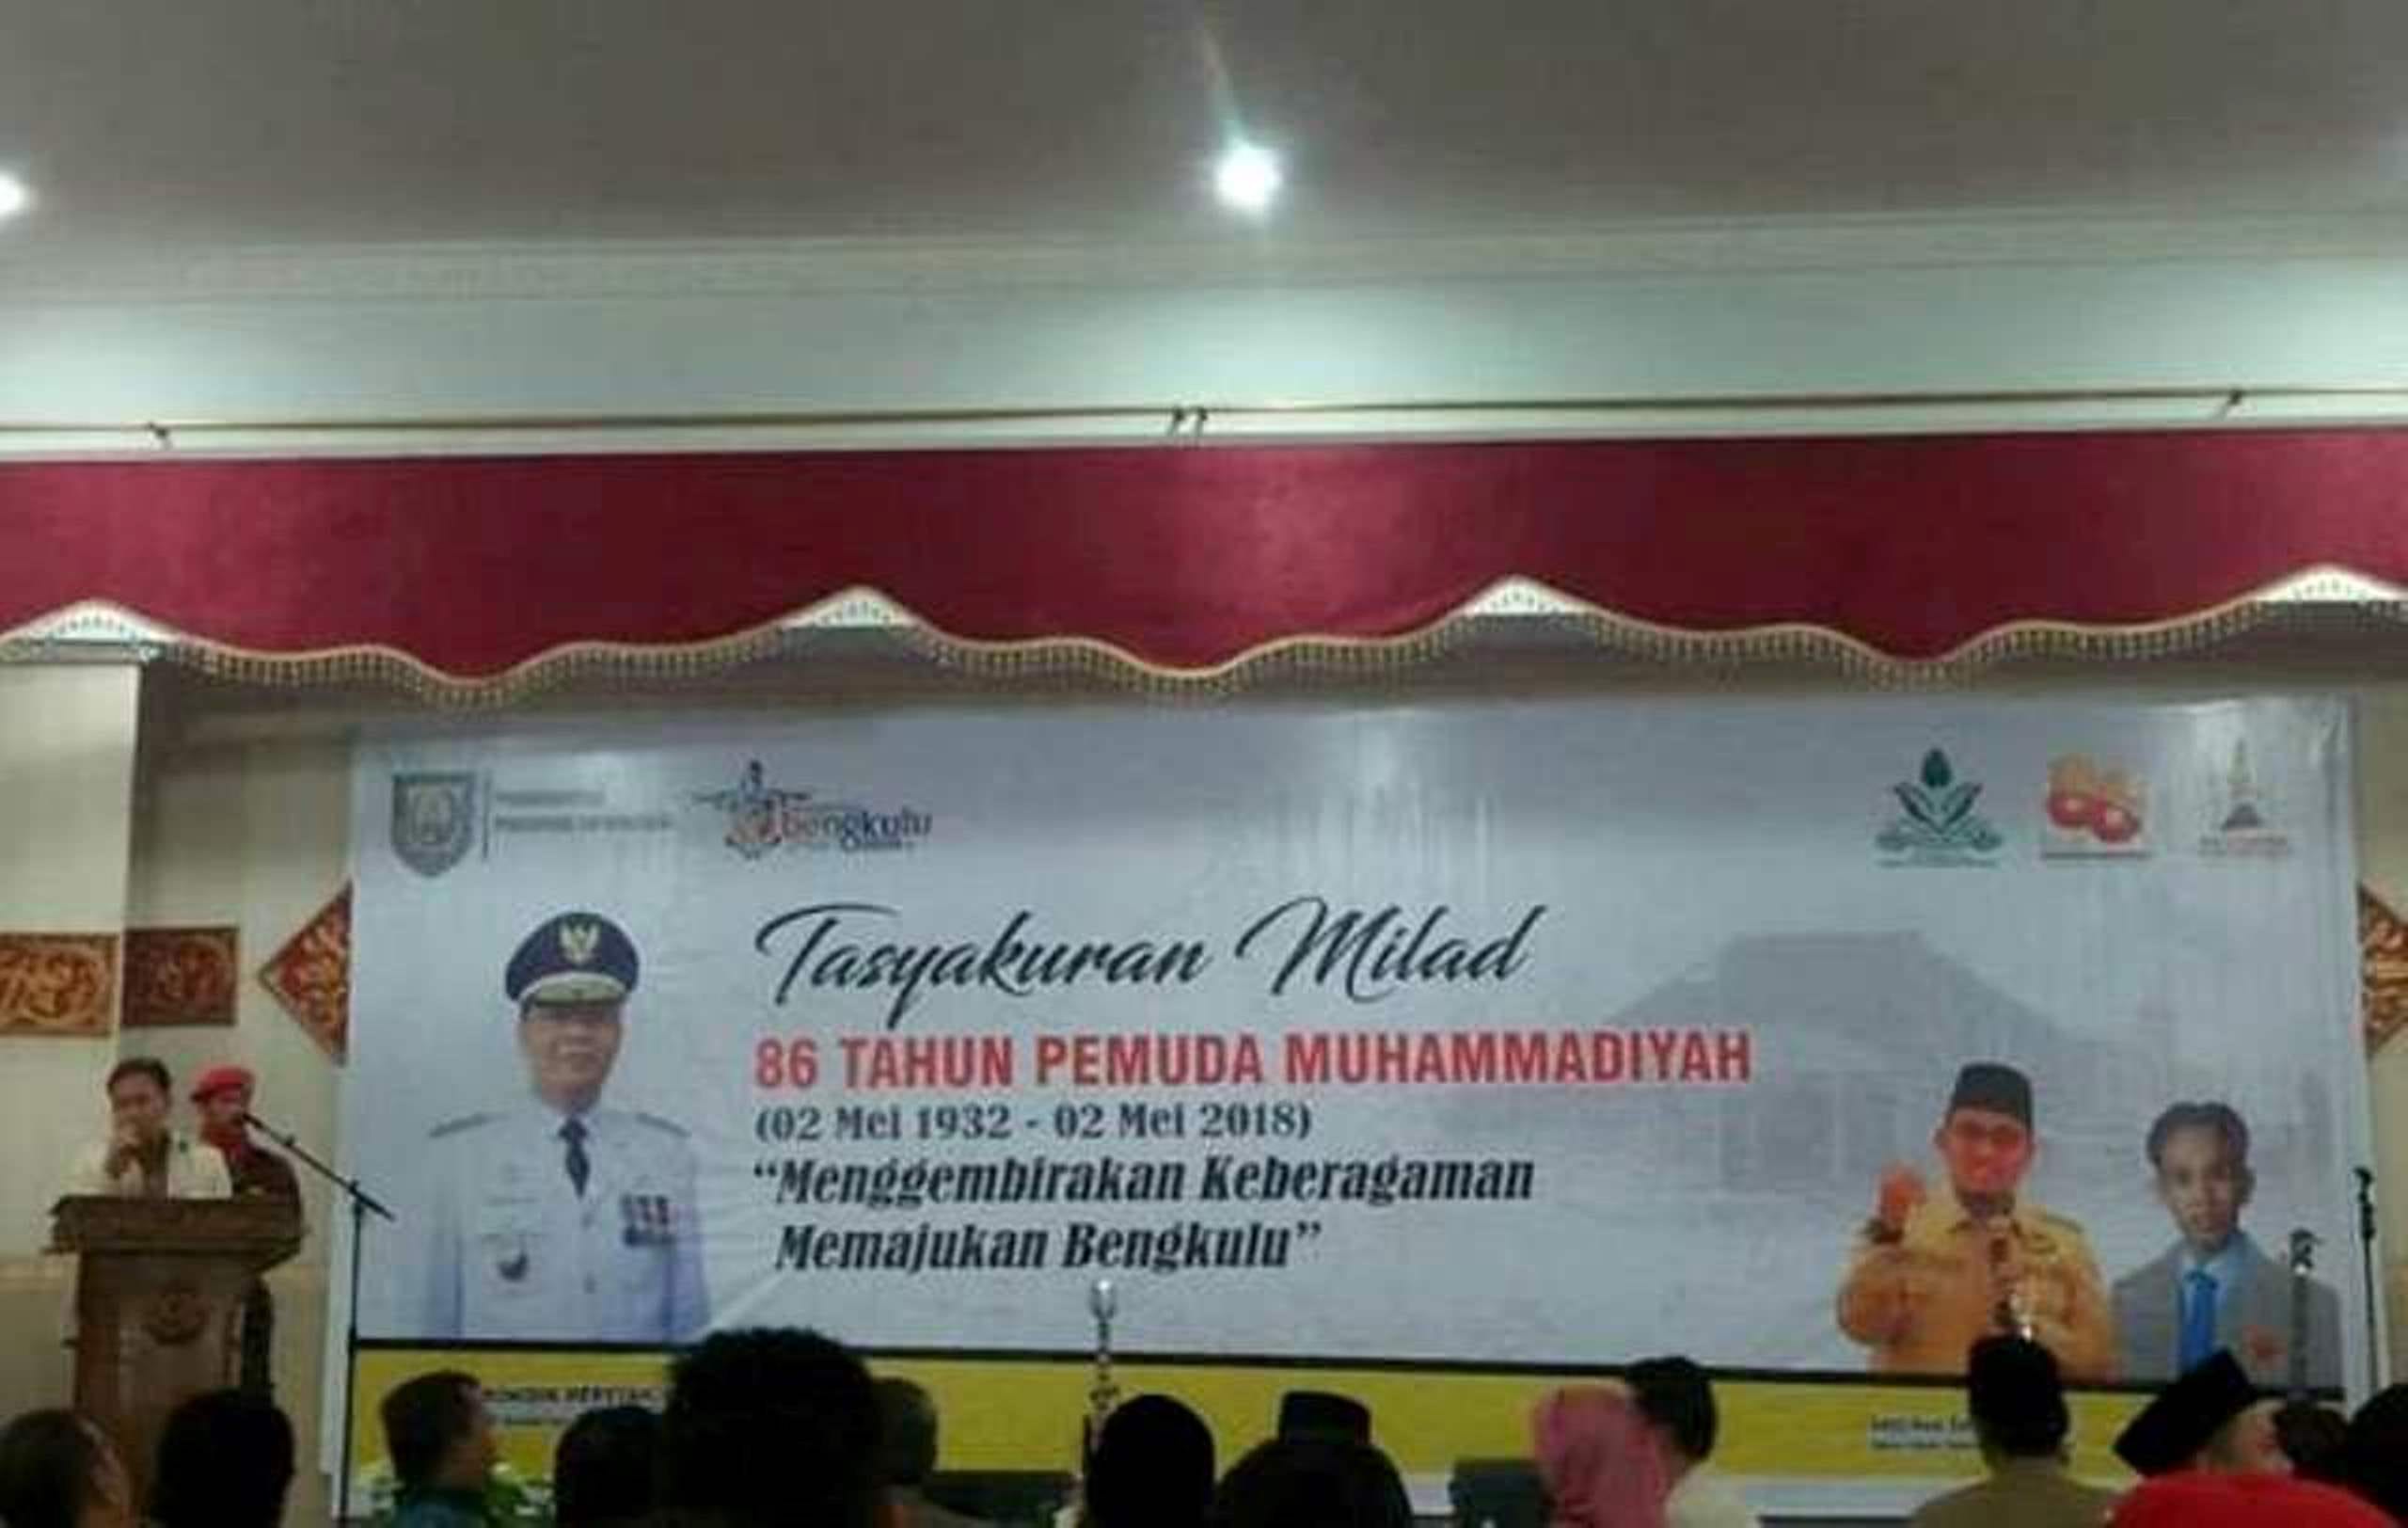 bengkulu
Tasyakuran Milad
86 TAHUN PEMUDA MUHAMMADIYAH
(02 Mei 1932 - 02 Mei 2018)
“Menggembirakan Keberagaman
Memajukan Bengkulu”